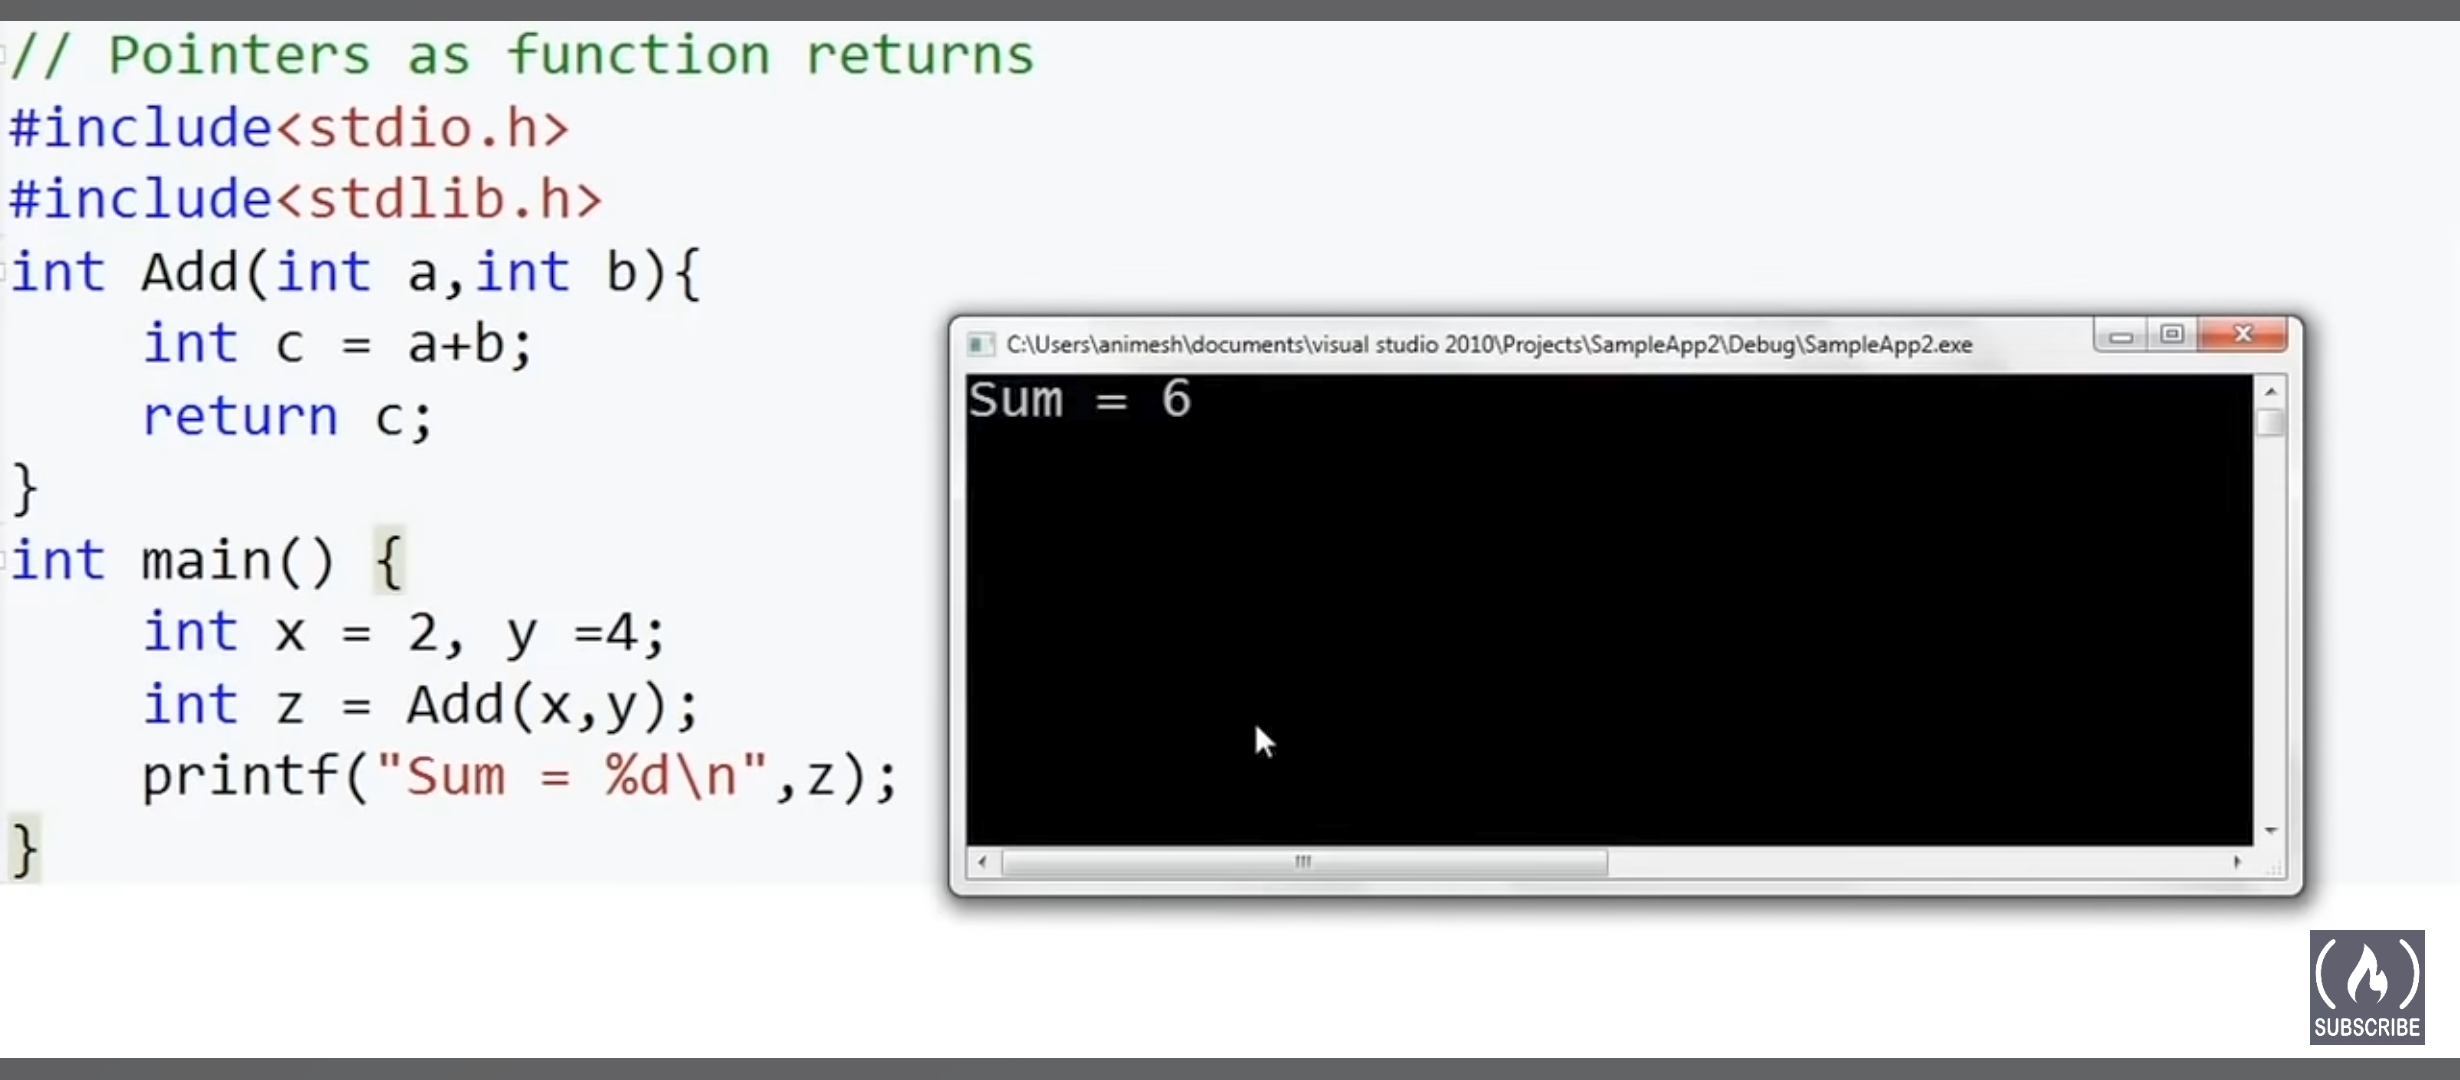 // Pointers as function returns
#include<stdio.h>
#include<stdlib.h>
int Add(int a,int b){
    int c = a+b;
    return c;
}
int main() {
    int x = 2, y =4;
    int z = Add(x,y);
    printf("Sum = %d\n",z);
}
C:\Users\animesh\documents\visual studio 2010\Projects\SampleApp2\Debug\SampleApp2.exe
Sum = 6
SUBSCRIBE